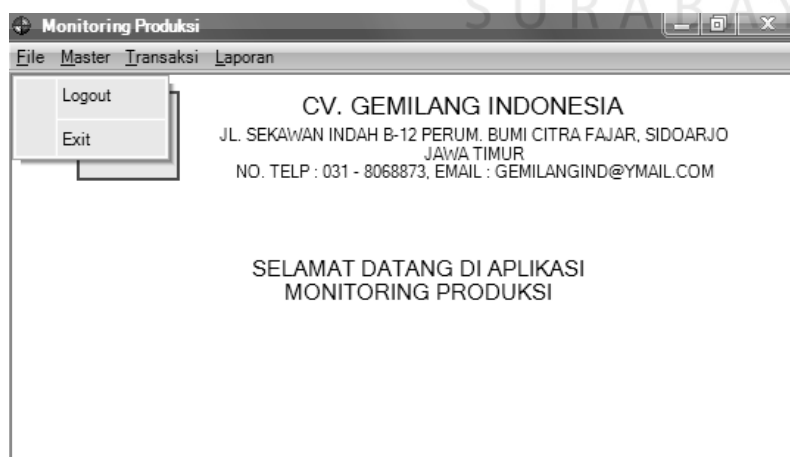 SURABAY
Monitoring Produksi
File Master Transaksi Laporan
Logout
Exit
CV. GEMILANG INDONESIA
JL. SEKAWAN INDAH B-12 PERUM. BUMI CITRA FAJAR, SIDOARJO
JAWA TIMUR
NO. TELP : 031 - 8068873, EMAIL : GEMILANGIND@YMAIL.COM
SELAMAT DATANG DI APLIKASI
MONITORING PRODUKSI